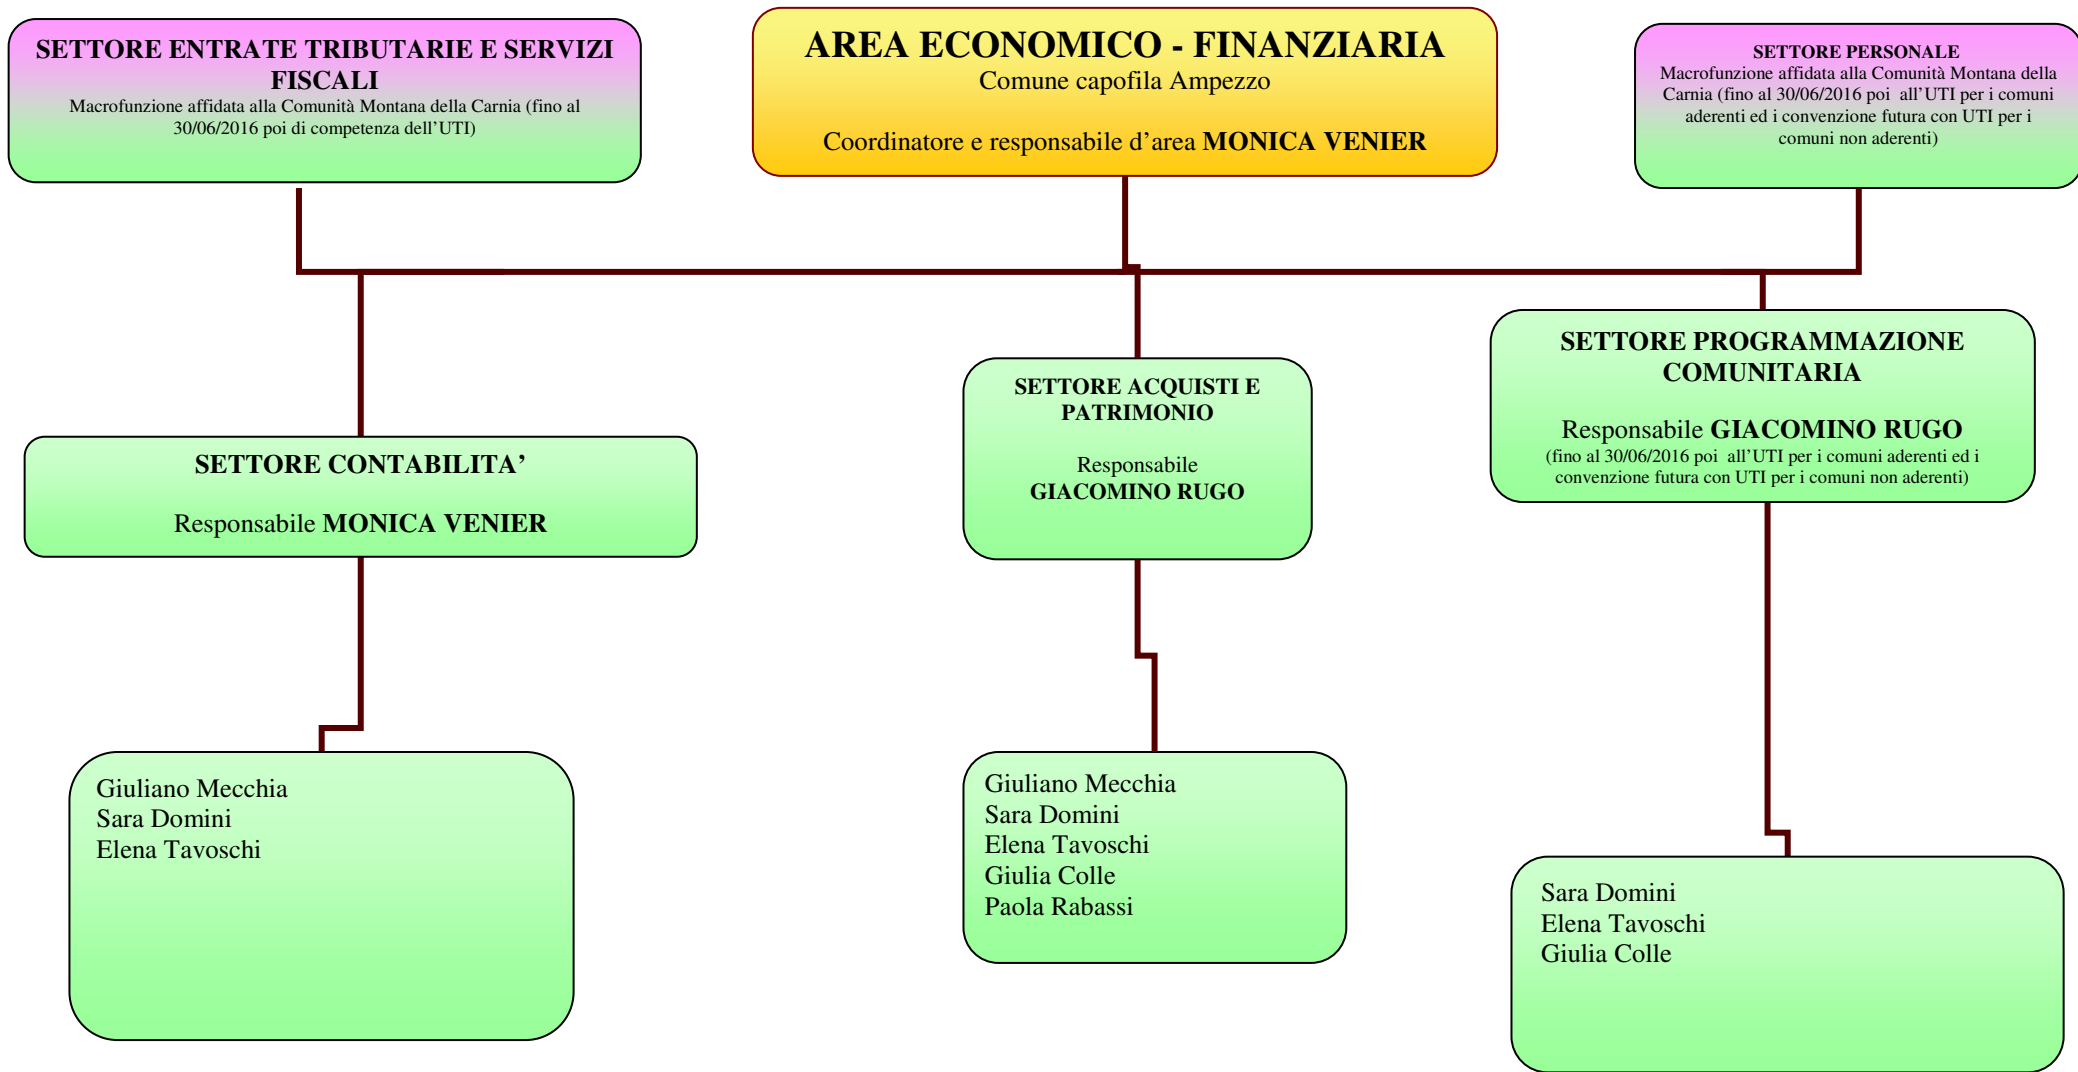 SETTORE ENTRATE TRIBUTARIE E SERVIZI
FISCALI
Macrofunzione affidata alla Comunità Montana della Carnia (fino al
30/06/2016 poi di competenza dell’UTI)
AREA ECONOMICO - FINANZIARIA
Comune capofila Ampezzo
Coordinatore e responsabile d’area MONICA VENIER
SETTORE PERSONALE
Macrofunzione affidata alla Comunità Montana della
Carnia (fino al 30/06/2016 poi all’UTI per i comuni
aderenti ed i convenzione futura con UTI per i
comuni non aderenti)
SETTORE CONTABILITA’
Responsabile MONICA VENIER
SETTORE ACQUISTI E
PATRIMONIO
Responsabile
GIACOMINO RUGO
SETTORE PROGRAMMAZIONE
COMUNITARIA
Responsabile GIACOMINO RUGO
(fino al 30/06/2016 poi all’UTI per i comuni aderenti ed i
convenzione futura con UTI per i comuni non aderenti)
Giuliano Mecchia
Sara Domini
Elena Tavoschi
Giuliano Mecchia
Sara Domini
Elena Tavoschi
Giulia Colle
Paola Rabassi
Sara Domini
Elena Tavoschi
Giulia Colle